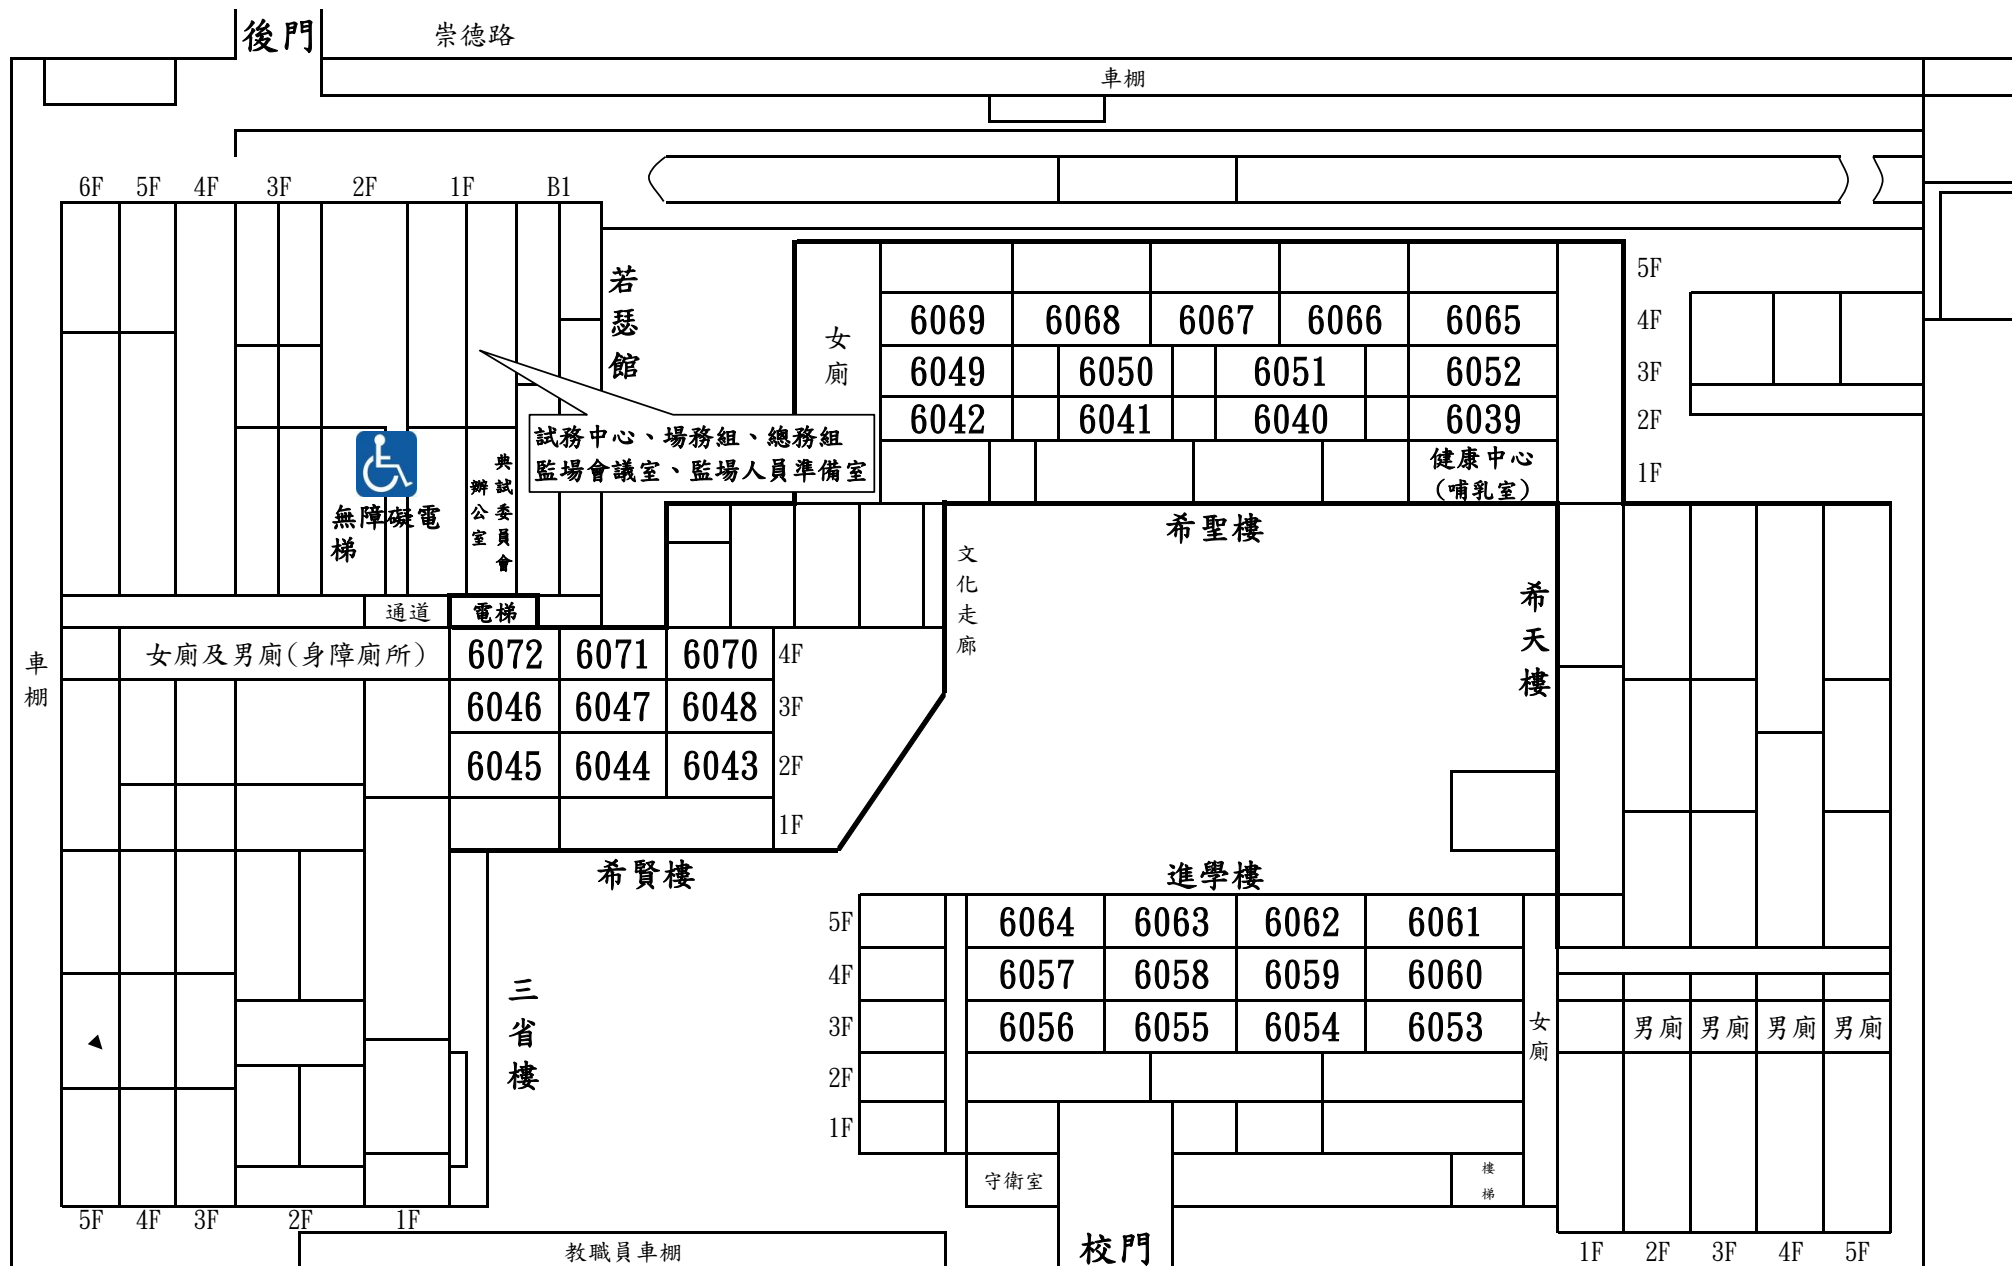 後門
崇德路
車棚
6F 5F 4F 3F 2F 1F B1
若瑟館
女廁
5F
6069 6068 6067 6066 6065 4F
6049 6050 6051 6052 3F
6042 6041 6040 6039 2F
健康中心
(哺乳室)
1F
試務中心、場務組、總務組
監場會議室、監場人員準備室
無障礙電
梯
典試委員會
辦公室
希聖樓
文化走廊
希天樓
通道
電梯
車棚
女廁及男廁(身障廁所)
6072 6071 6070 4F
6046 6047 6048 3F
6045 6044 6043 2F
1F
希賢樓
進學樓
三省樓
5F 6064 6063 6062 6061
4F 6057 6058 6059 6060
3F 6056 6055 6054 6053
女廁
男廁 男廁 男廁 男廁
2F
1F
守衛室
樓梯
5F 4F 3F 2F 1F
教職員車棚
校門
1F 2F 3F 4F 5F